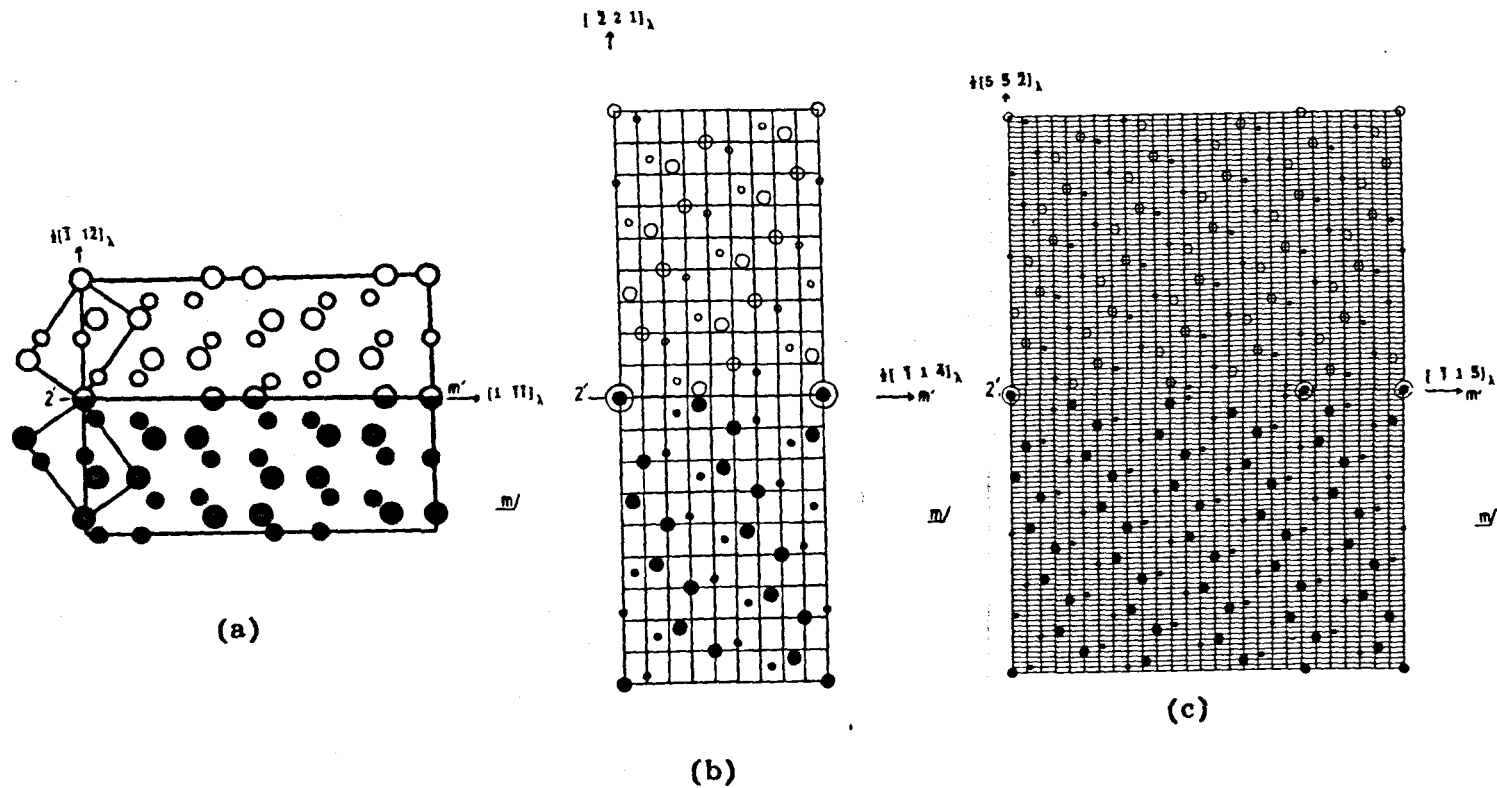 [2̄ 2 1]λ
½[5 5 2̄]λ
½[1̄ 1 2̄]λ
2′
m′
[1 1̄1̄]λ
m/
(a)
2′
½[1̄ 1 4̄]λ
m′
m/
(b)
2′
[1̄ 1 5]λ
m′
m/
(c)